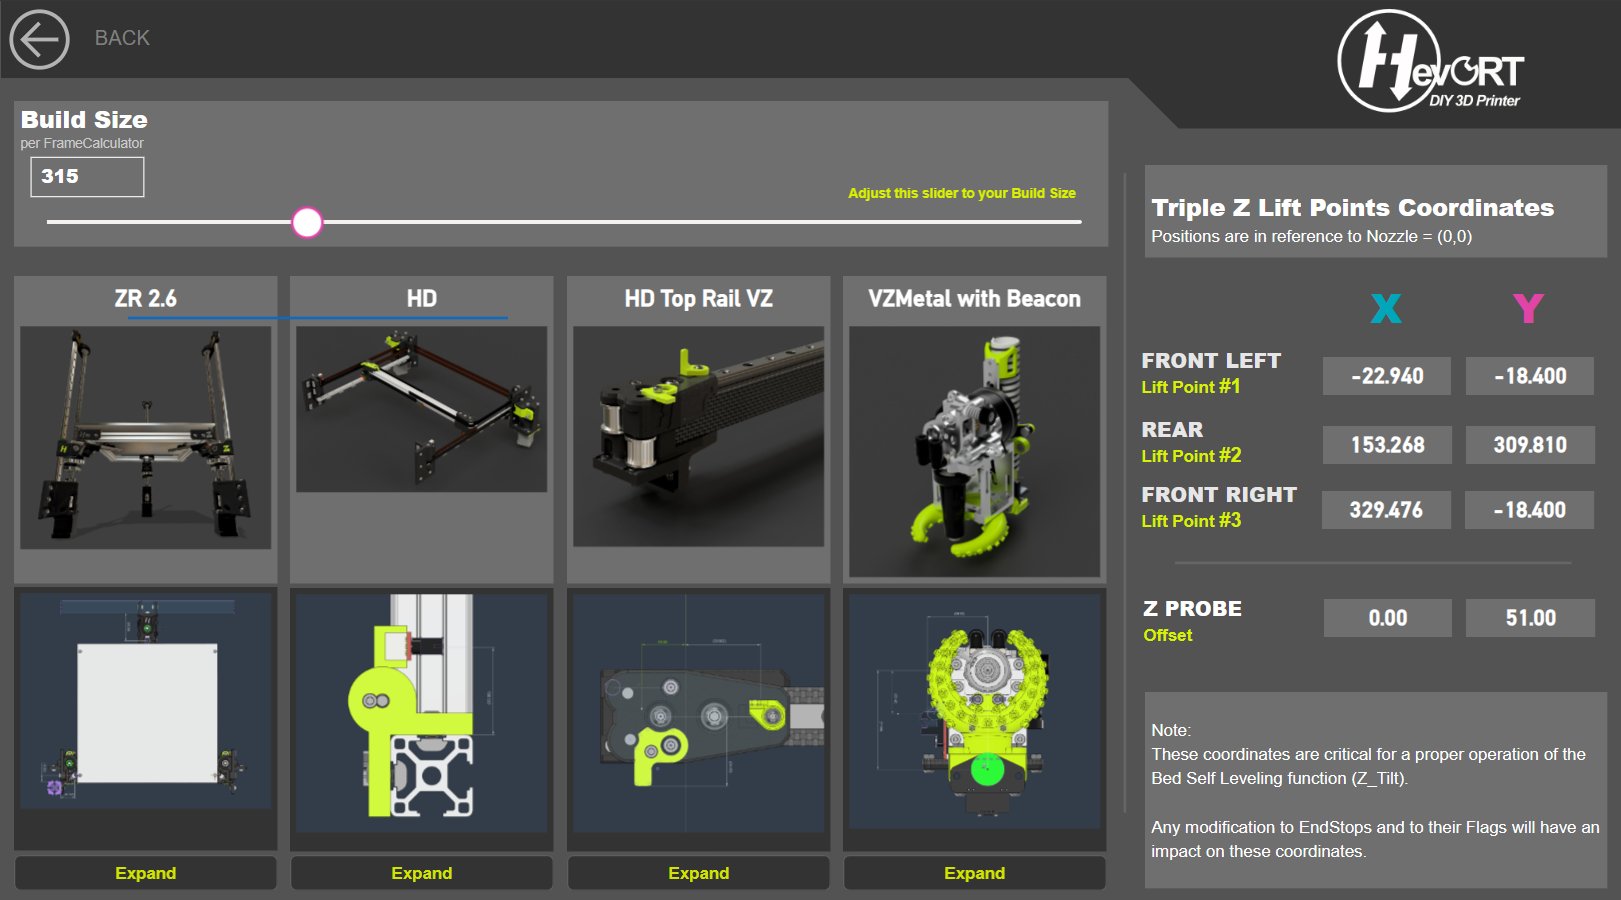 BACK
HevORT
DIY 3D Printer
Build Size
per FrameCalculator
315
Adjust this slider to your Build Size
ZR 2.6
HD
HD Top Rail VZ
VZMetal with Beacon
Expand
Expand
Expand
Expand
Triple Z Lift Points Coordinates
Positions are in reference to Nozzle = (0,0)
X
Y
FRONT LEFT
Lift Point #1
-22.940
-18.400
REAR
Lift Point #2
153.268
309.810
FRONT RIGHT
Lift Point #3
329.476
-18.400
Z PROBE
Offset
0.00
51.00
Note:
These coordinates are critical for a proper operation of the
Bed Self Leveling function (Z_Tilt).
Any modification to EndStops and to their Flags will have an
impact on these coordinates.